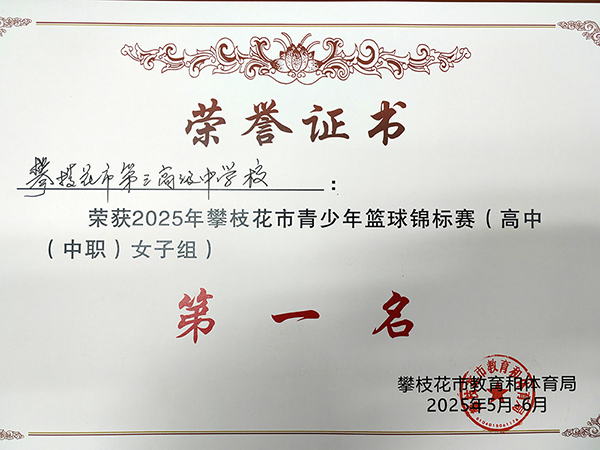 荣誉证书
攀枝花市第三高级中学校:
荣获2025年攀枝花市青少年篮球锦标赛(高中
(中职)女子组)
第一名
攀枝花市教育和体育局
2025年5月-6月